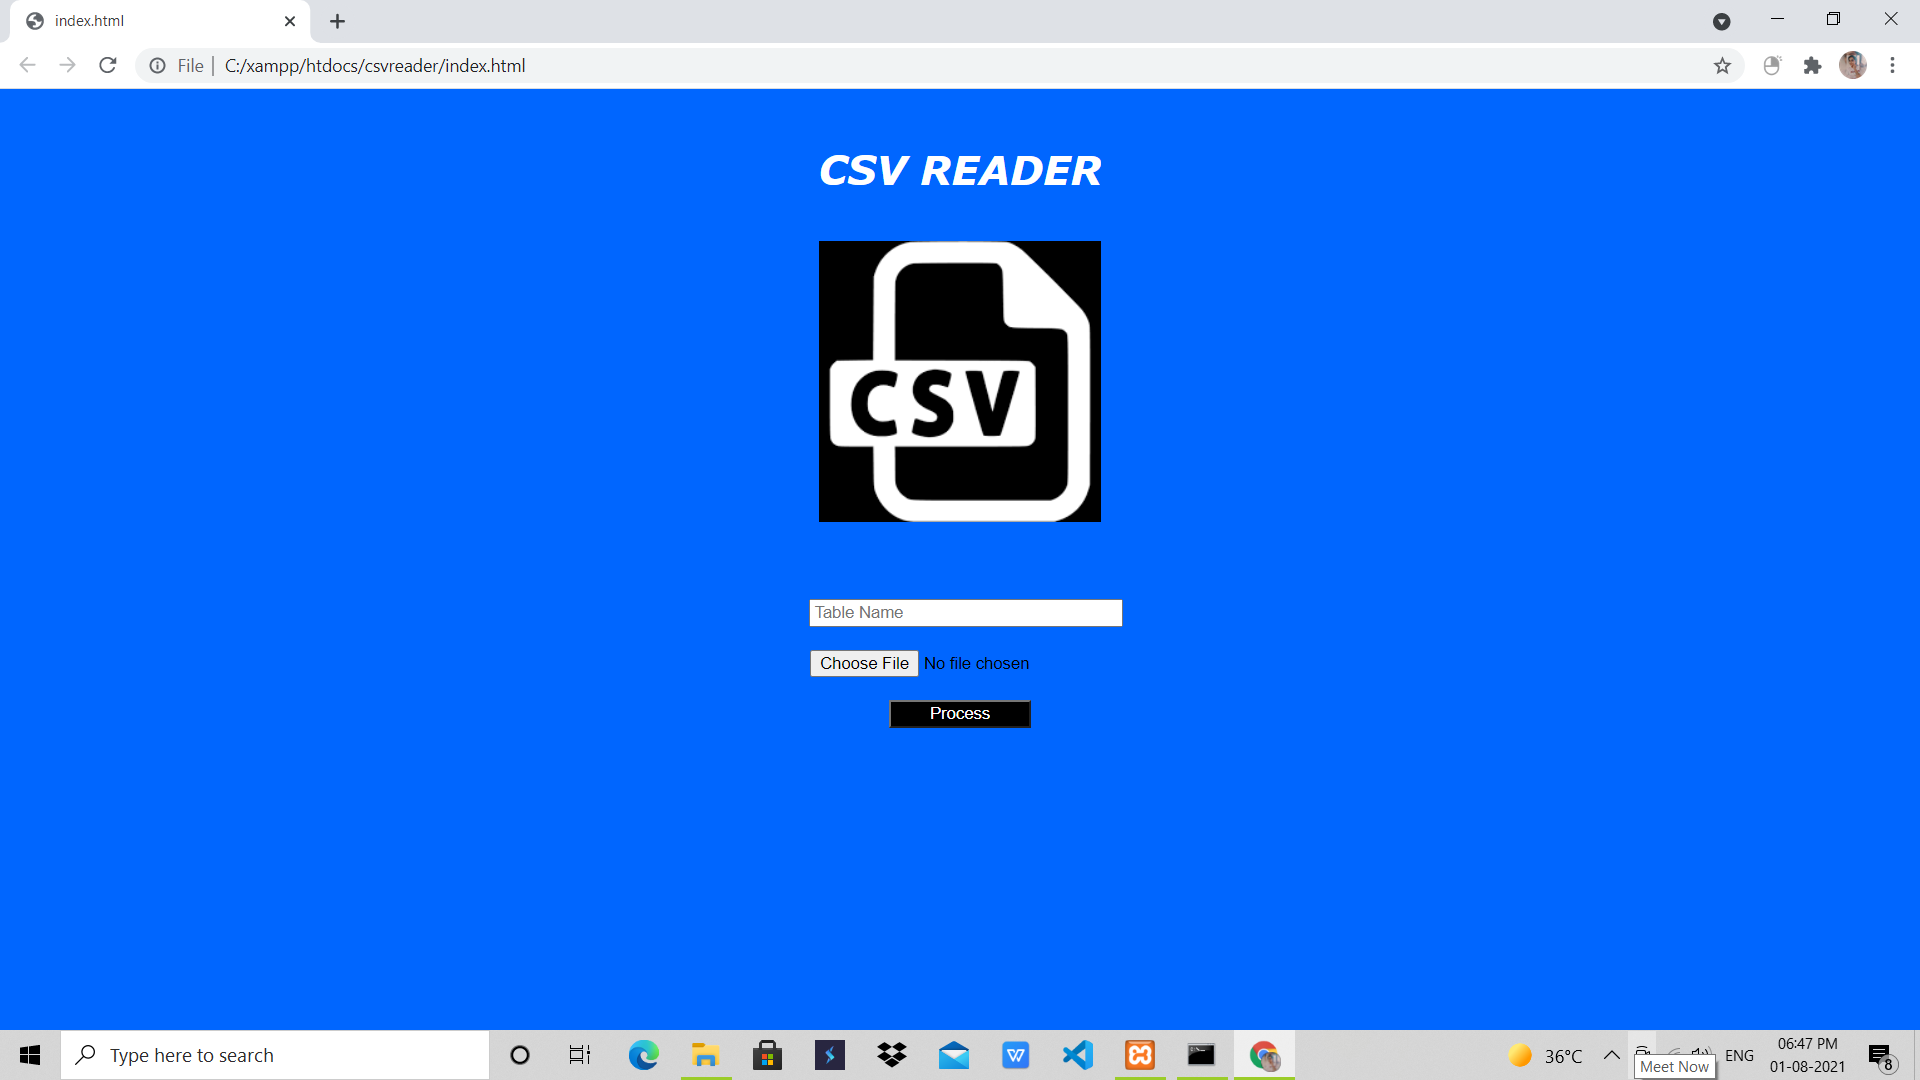 index.html
File | C:/xampp/htdocs/csvreader/index.html
CSV READER
CSV
Table Name
Choose File No file chosen
Process
Type here to search
36°C
ENG
06:47 PM
01-08-2021
8
Meet Now